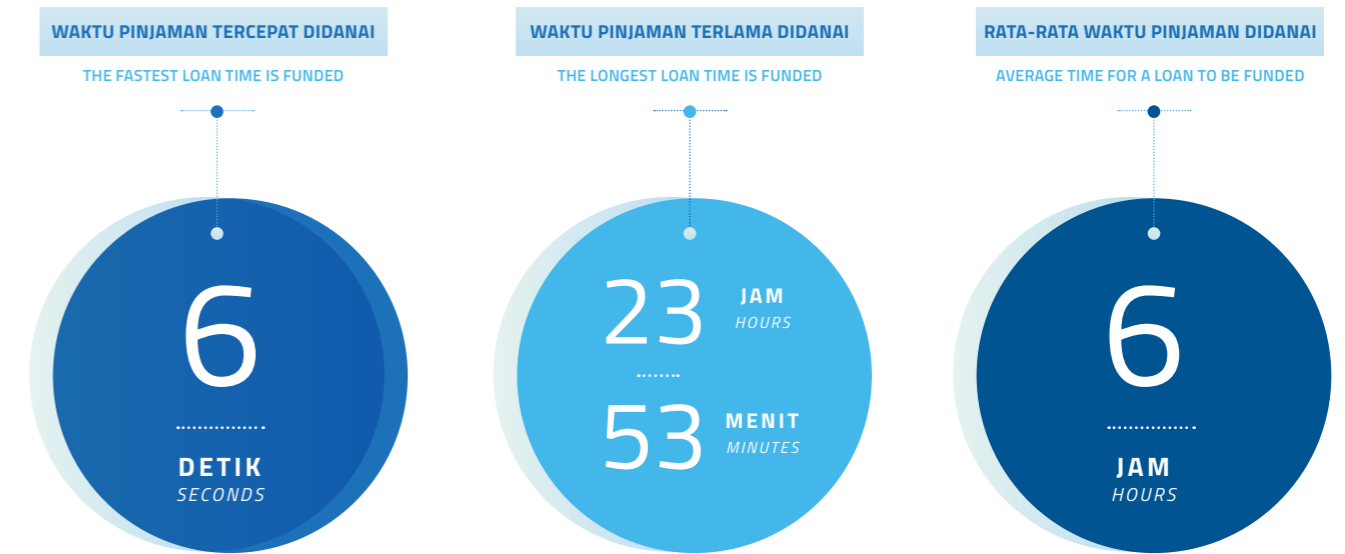 WAKTU PINJAMAN TERCEPAT DIDANAI
THE FASTEST LOAN TIME IS FUNDED
6
DETIK
SECONDS
WAKTU PINJAMAN TERLAMA DIDANAI
THE LONGEST LOAN TIME IS FUNDED
23 JAM
HOURS
53 MENIT
MINUTES
RATA-RATA WAKTU PINJAMAN DIDANAI
AVERAGE TIME FOR A LOAN TO BE FUNDED
6
JAM
HOURS